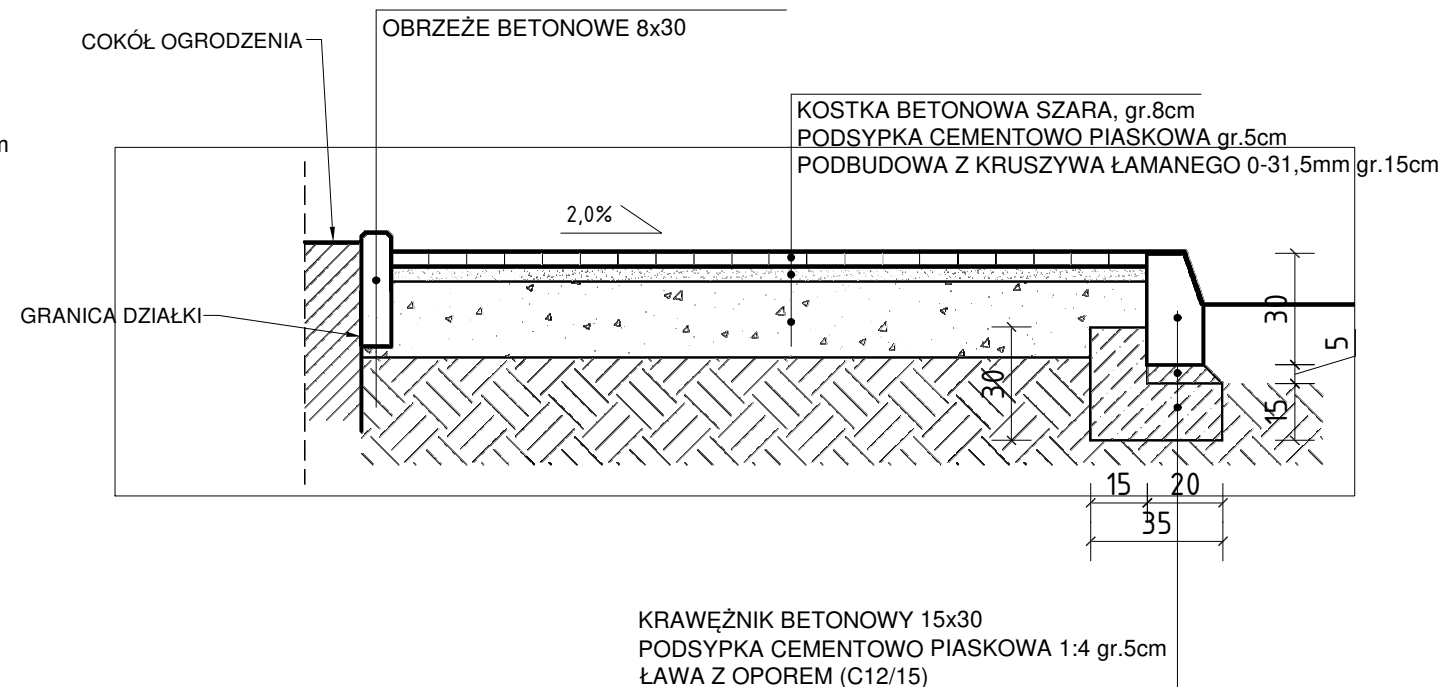 OBRZEŻE BETONOWE 8x30
COKÓŁ OGRODZENIA
KOSTKA BETONOWA SZARA, gr.8cm
PODSYPKA CEMENTOWO PIASKOWA gr.5cm
PODBUDOWA Z KRUSZYWA ŁAMANEGO 0-31,5mm gr.15cm
m
2,0%
GRANICA DZIAŁKI
30
5
30
15
15 20
35
KRAWĘŻNIK BETONOWY 15x30
PODSYPKA CEMENTOWO PIASKOWA 1:4 gr.5cm
ŁAWA Z OPOREM (C12/15)